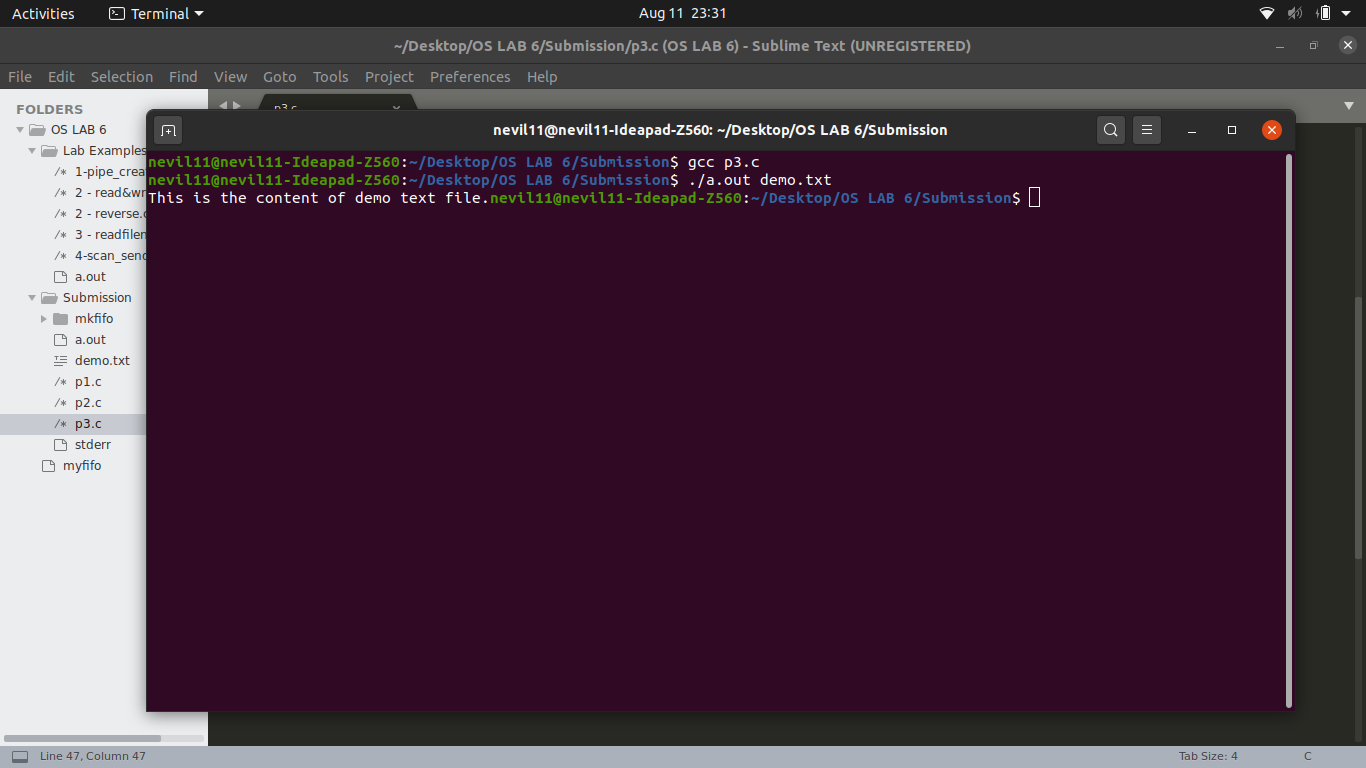 Activities Terminal Aug 11 23:31
~/Desktop/OS LAB 6/Submission/p3.c (OS LAB 6) - Sublime Text (UNREGISTERED)
File Edit Selection Find View Goto Tools Project Preferences Help
FOLDERS
OS LAB 6
Lab Examples
/* 1-pipe_crea
/* 2 - read&wr
/* 2 - reverse.c
/* 3 - readfilen
/* 4-scan_send
a.out
Submission
mkfifo
a.out
demo.txt
/* p1.c
/* p2.c
/* p3.c
stderr
myfifo
p3.c
nevil11@nevil11-Ideapad-Z560: ~/Desktop/OS LAB 6/Submission
nevil11@nevil11-Ideapad-Z560:~/Desktop/OS LAB 6/Submission$ gcc p3.c
nevil11@nevil11-Ideapad-Z560:~/Desktop/OS LAB 6/Submission$ ./a.out demo.txt
This is the content of demo text file.nevil11@nevil11-Ideapad-Z560:~/Desktop/OS LAB 6/Submission$
Line 47, Column 47 Tab Size: 4 C